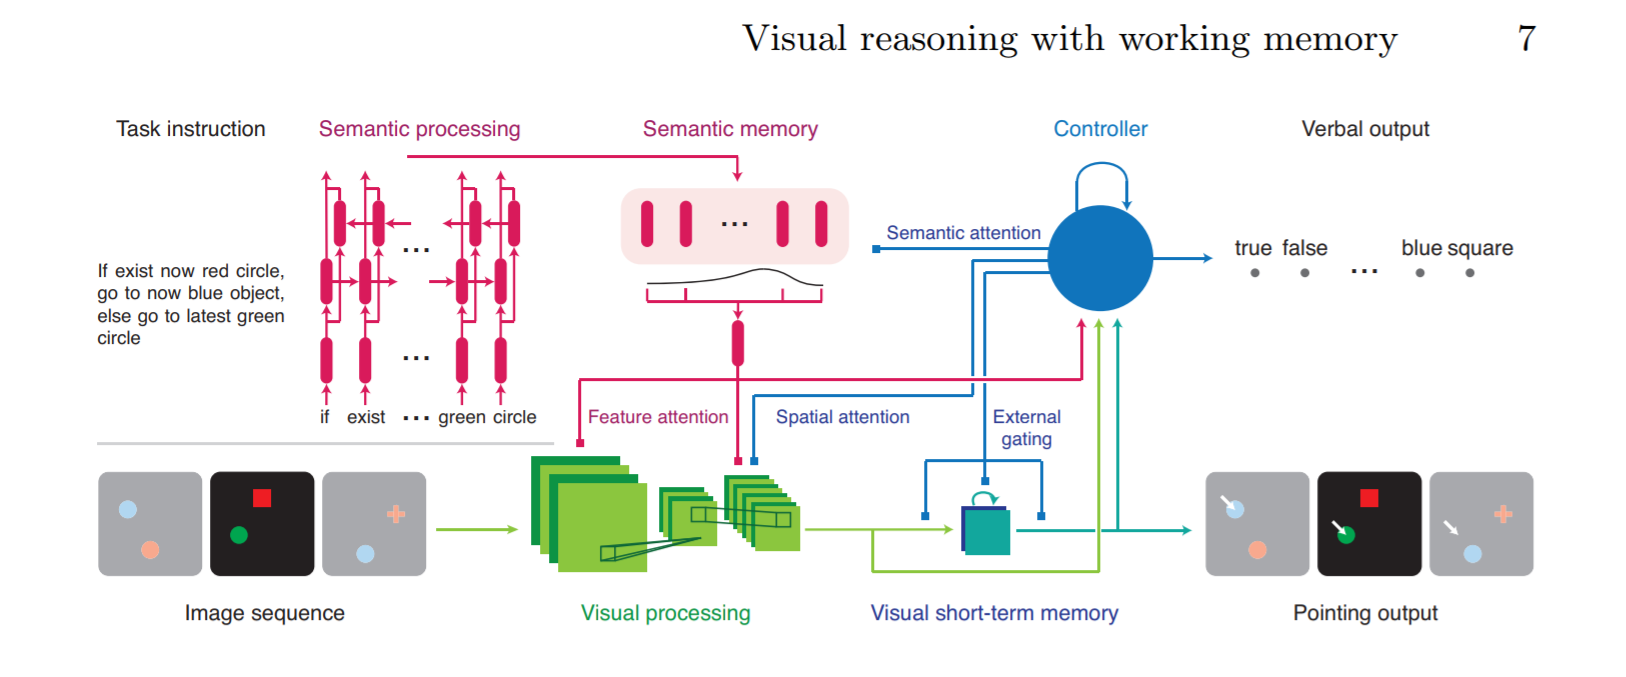 Visual reasoning with working memory 7
Task instruction
Semantic processing
Semantic memory
Controller
Verbal output
If exist now red circle,
go to now blue object,
else go to latest green
circle
...
...
if exist ... green circle
...
Semantic attention
true false ... blue square
Feature attention
Spatial attention
External
gating
Image sequence
Visual processing
Visual short-term memory
Pointing output